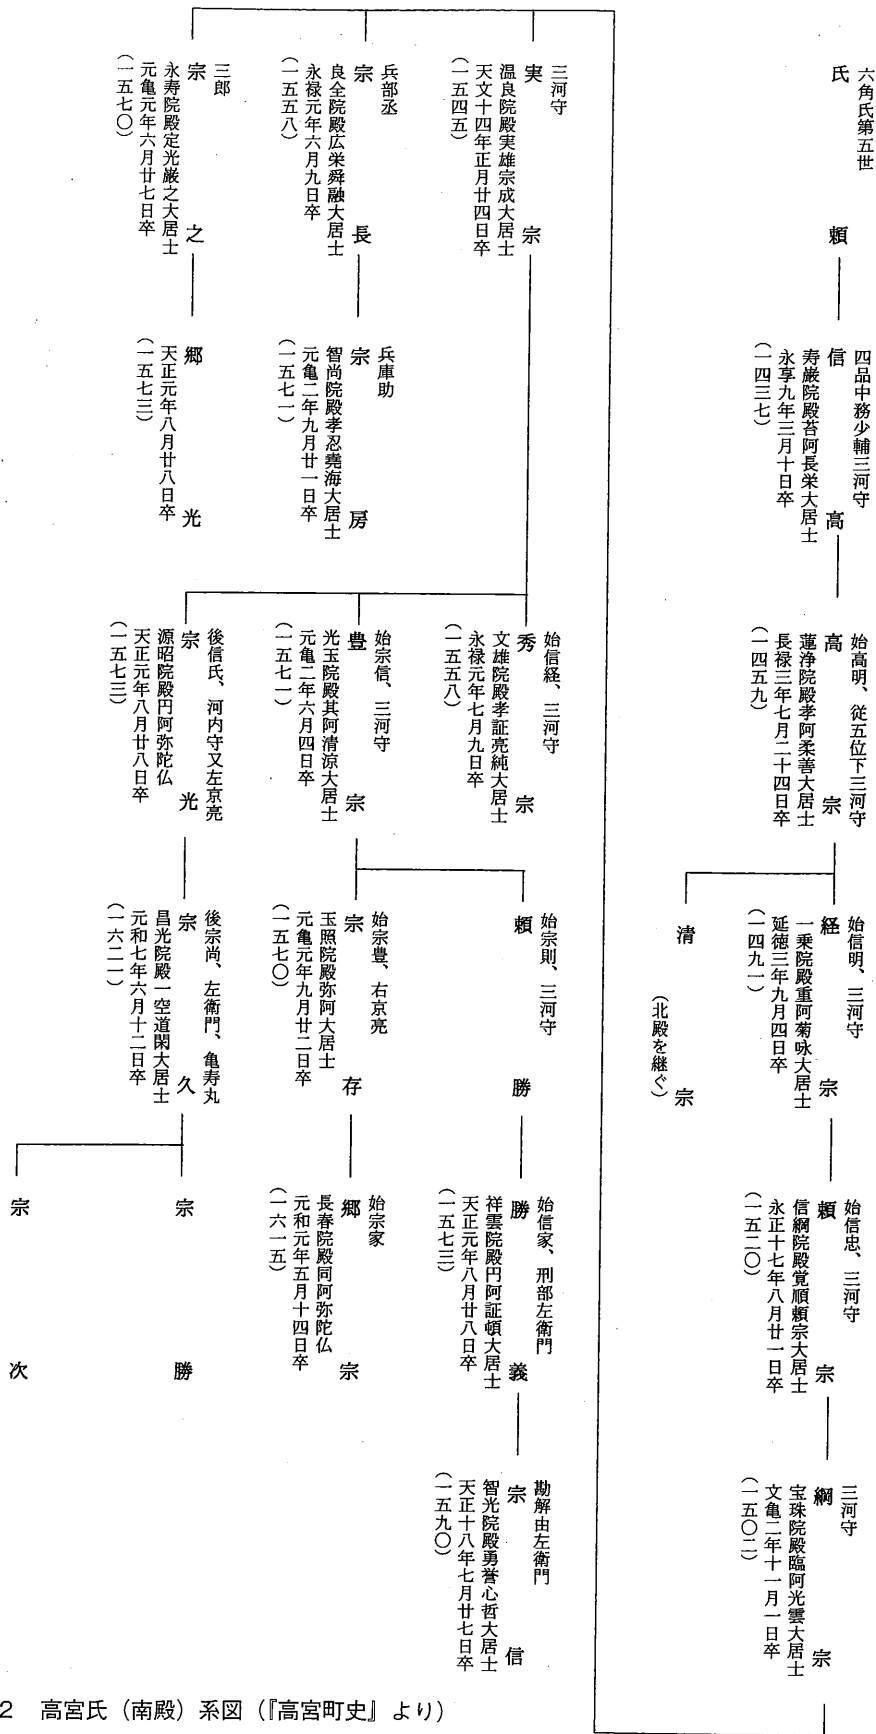 六角氏第五世
氏頼
四品中務少輔三河守
信高
寿巌院殿苔阿長栄大居士
永享九年三月十日卒
(一四三七)
始高明、従五位下三河守
高宗
蓮浄院殿孝阿柔善大居士
長禄三年七月二十四日卒
(一四五九)
始信明、三河守
経宗
一乗院殿重阿菊咏大居士
延徳三年九月四日卒
(一四九一)
清宗
(北殿を継ぐ)
始信忠、三河守
頼宗
信綱院殿覚順頼宗大居士
永正十七年八月廿一日卒
(一五二〇)
三河守
綱宗
宝珠院殿臨阿光雲大居士
文亀二年十一月一日卒
(一五〇二)
三河守
実宗
温良院殿実雄宗成大居士
天文十四年正月廿四日卒
(一五四五)
兵部丞
宗長
良全院殿広栄舜融大居士
永禄元年六月九日卒
(一五五八)
三郎
宗之
永寿院殿定光巌之大居士
元亀元年六月廿七日卒
(一五七〇)
兵庫助
宗房
智尚院殿孝忍堯海大居士
元亀二年九月廿一日卒
(一五七一)
郷光
天正元年八月廿八日卒
(一五七三)
始信経、三河守
秀宗
文雄院殿孝証亮純大居士
永禄元年七月九日卒
(一五五八)
始宗信、三河守
豊宗
光玉院殿其阿清涼大居士
元亀二年六月四日卒
(一五七一)
後信氏、河内守又左京亮
宗光
源昭院殿円阿弥陀仏
天正元年八月廿八日卒
(一五七三)
始宗則、三河守
頼勝
始宗豊、右京亮
宗存
玉照院殿弥阿大居士
元亀元年九月廿二日卒
(一五七〇)
後宗尚、左衛門、亀寿丸
宗久
昌光院殿一空道閑大居士
元和七年六月十二日卒
(一六二一)
始信家、刑部左衛門
勝義
祥雲院殿円阿証頓大居士
天正元年八月廿八日卒
(一五七三)
始宗家
郷宗
長春院殿同阿弥陀仏
元和元年五月十四日卒
(一六一五)
宗勝
宗次
勘解由左衛門
宗信
智光院殿勇誉心哲大居士
天正十八年七月廿七日卒
(一五九〇)
2 高宮氏(南殿)系図(『高宮町史』より)